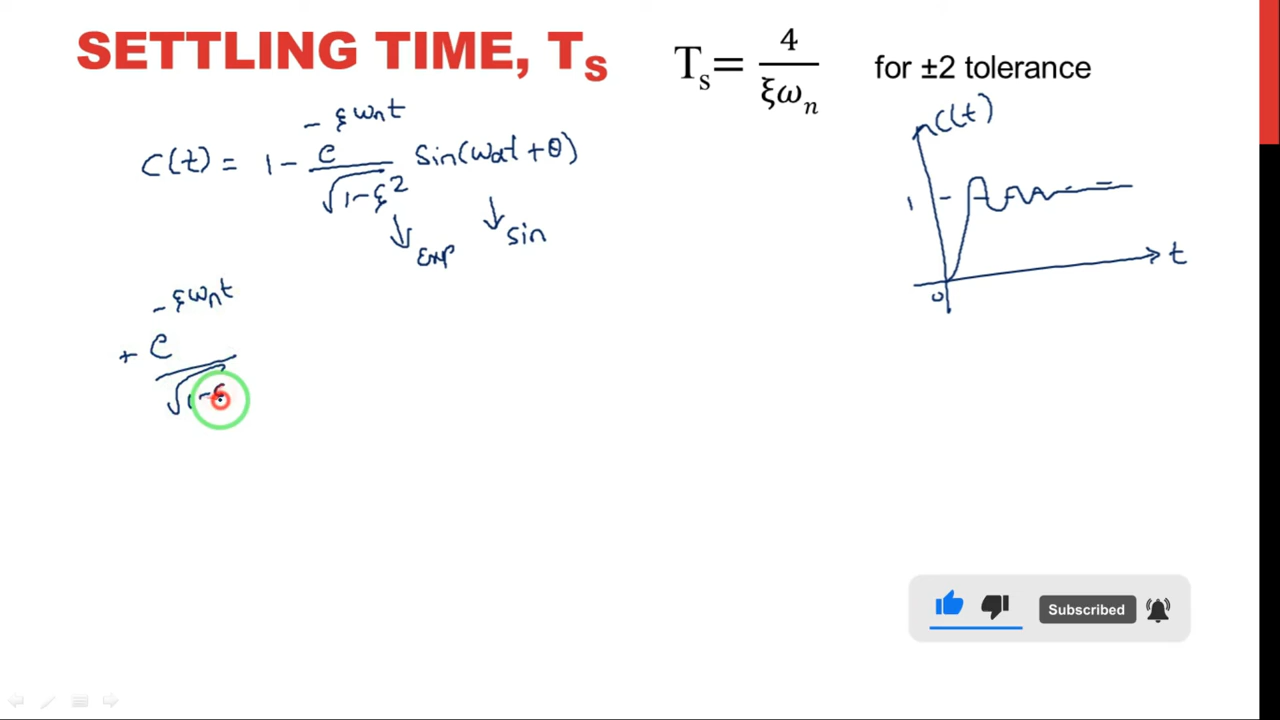 SETTLING TIME, Ts
Ts= 4/ξωn for ±2 tolerance
C(t) = 1 - e^(-ξωnt)/√(1-ξ²) Sin(ωdt + θ)
Exp
Sin
C(t)
1
0
t
+ e^(-ξωnt)/√1-
Subscribed